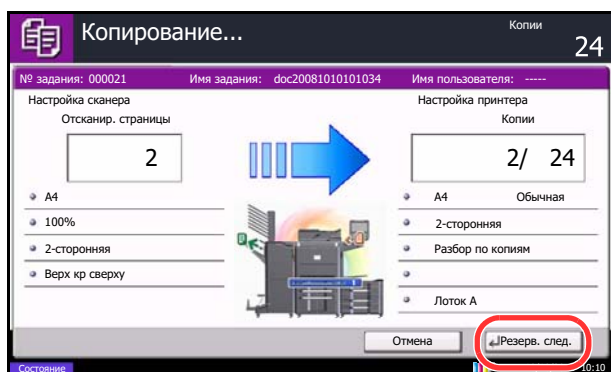 Копирование...
Копии
24
№ задания: 000021 Имя задания: doc20081010101034 Имя пользователя: -----
Настройка сканера Настройка принтера
Отсканир. страницы Копии
2 2/ 24
A4 A4 Обычная
100% 2-сторонняя
2-сторонняя Разбор по копиям
Верх кр сверху
Лоток A
Отмена Резерв. след.
Состояние 10:10